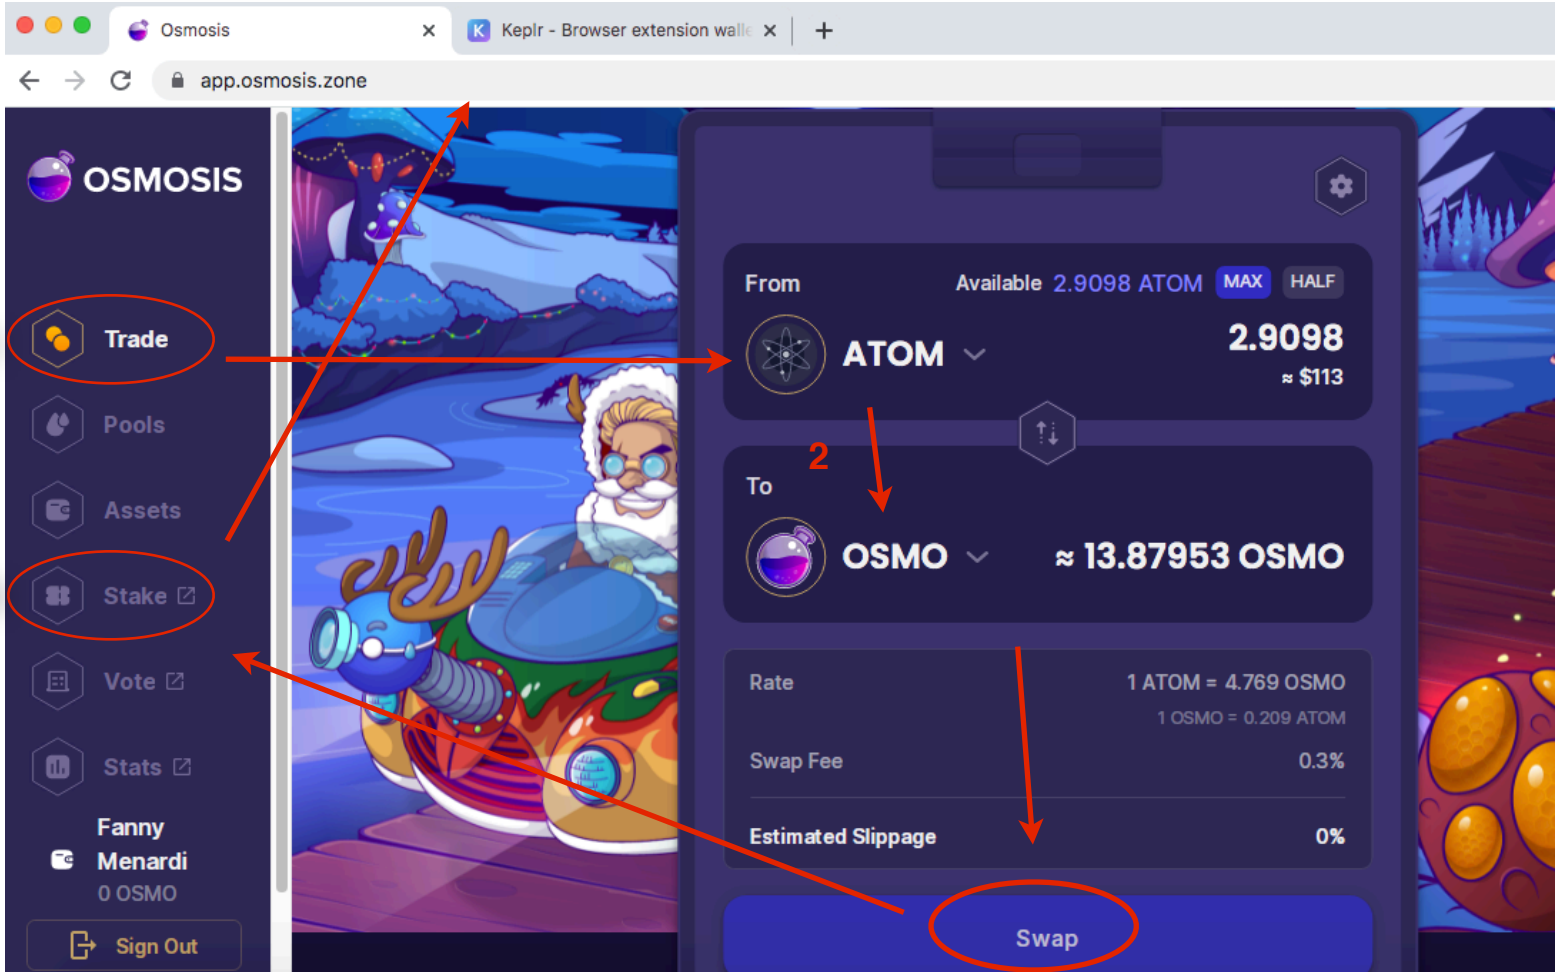 Osmosis
Keplr - Browser extension walle
app.osmosis.zone
OSMOSIS
Trade
Pools
Assets
Stake
Vote
Stats
Fanny
Menardi
0 OSMO
Sign Out
From
Available 2.9098 ATOM MAX HALF
ATOM
2.9098
≈ $113
2
To
OSMO
≈ 13.87953 OSMO
Rate
1 ATOM = 4.769 OSMO
1 OSMO = 0.209 ATOM
Swap Fee
0.3%
Estimated Slippage
0%
Swap